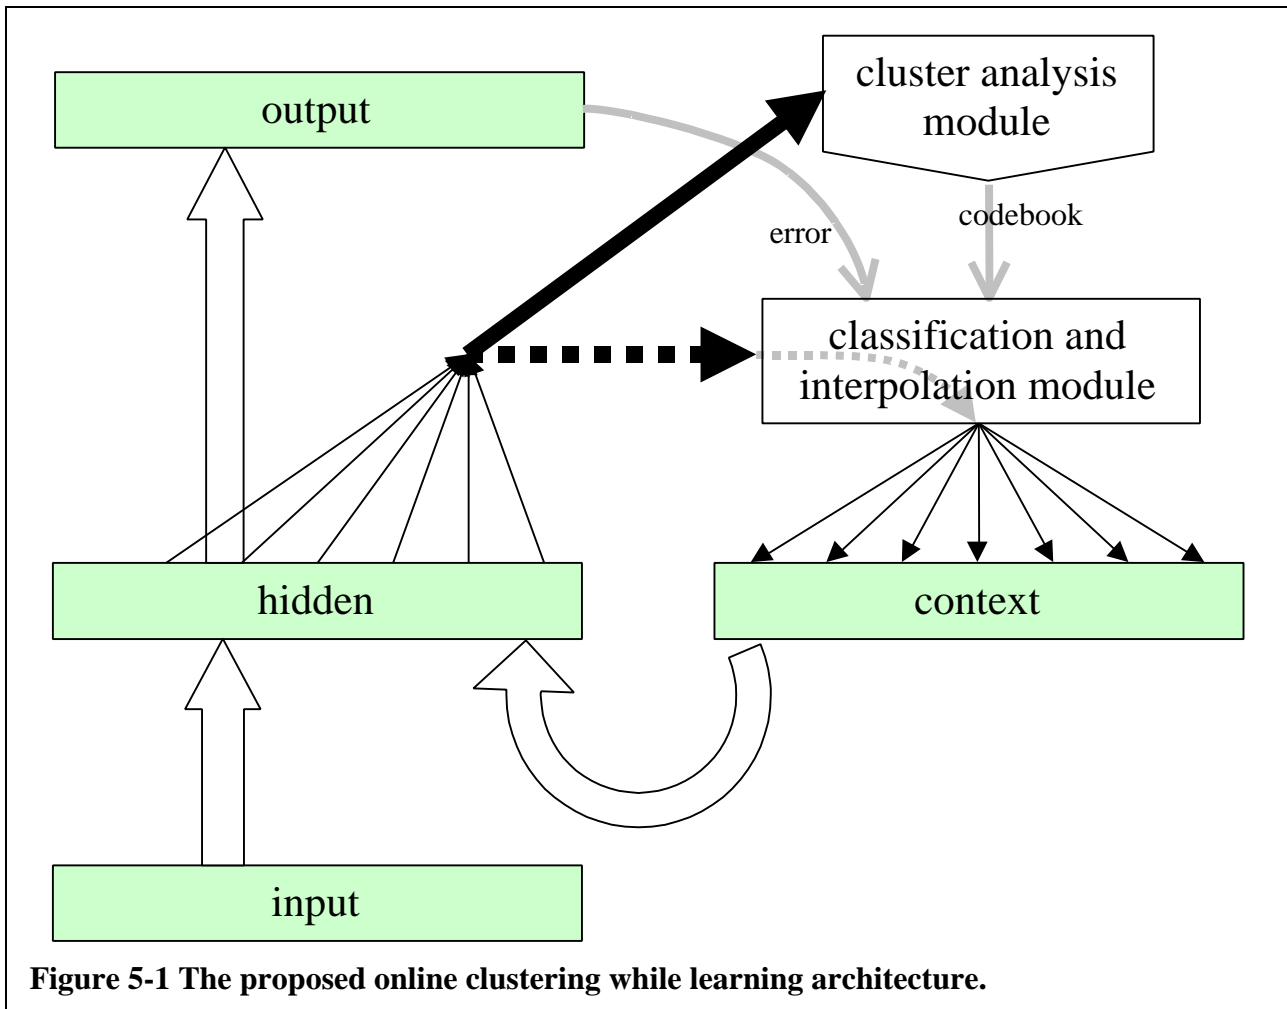 output
cluster analysis
module
error
codebook
classification and
interpolation module
hidden
context
input
Figure 5-1 The proposed online clustering while learning architecture.